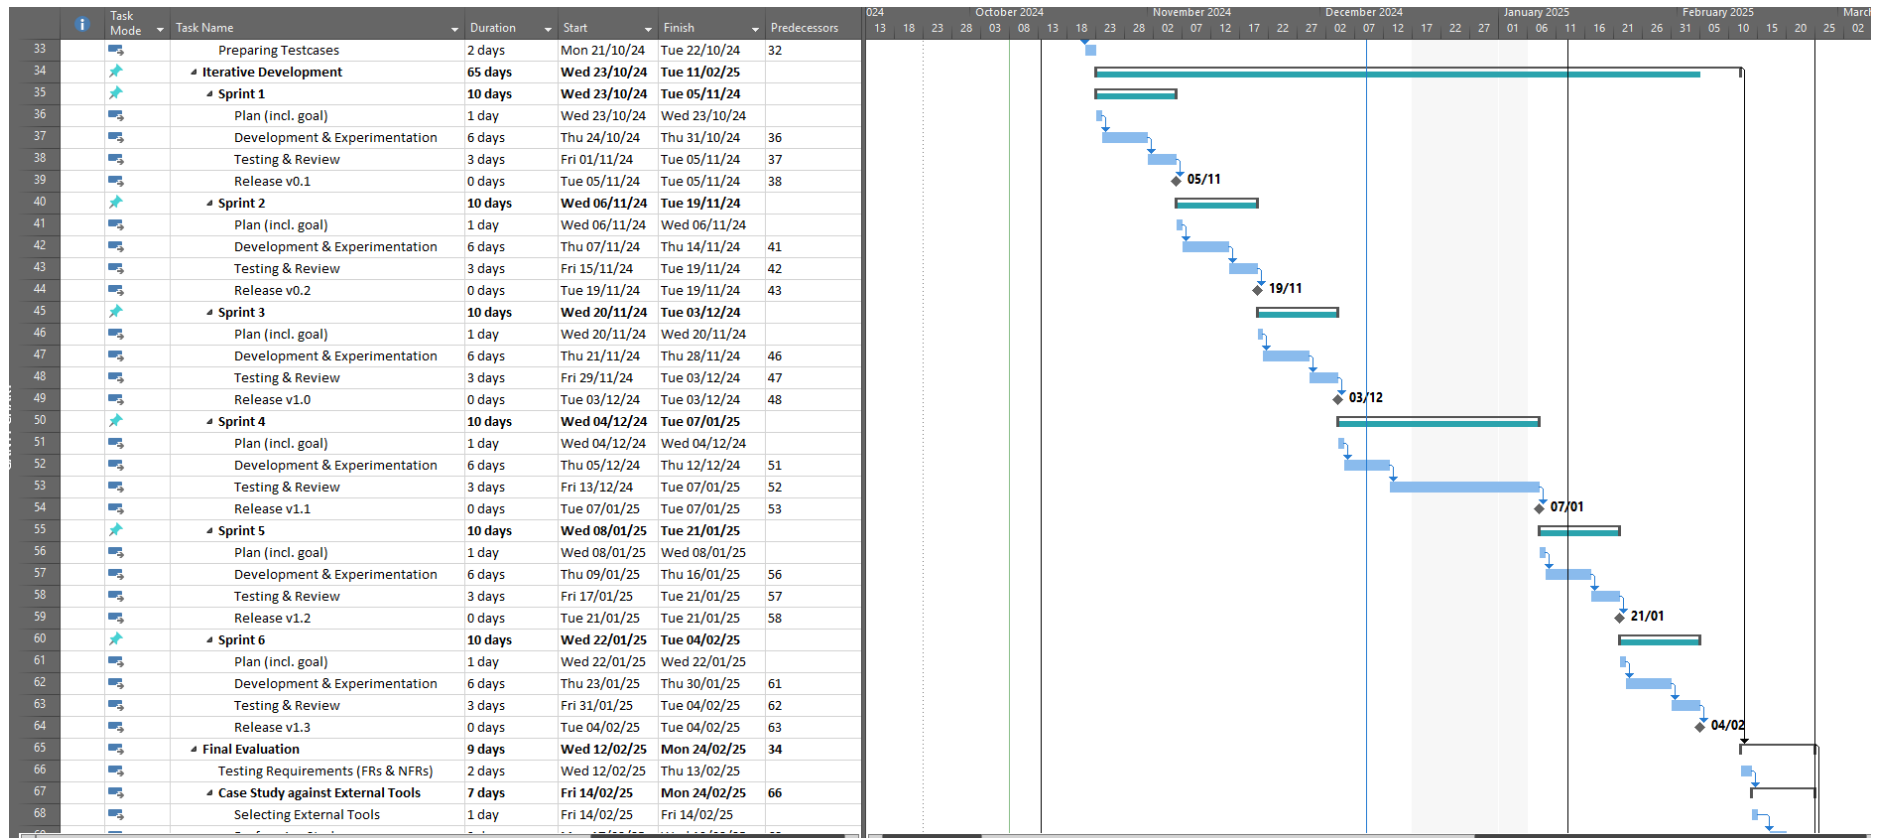 Task Mode Task Name Duration Start Finish Predecessors
024 October 2024 November 2024 December 2024 January 2025 February 2025 March
13 18 23 28 03 08 13 18 23 28 02 07 12 17 22 27 02 07 12 17 22 27 01 06 11 16 21 26 31 05 10 15 20 25 02
33 Preparing Testcases 2 days Mon 21/10/24 Tue 22/10/24 32
34 Iterative Development 65 days Wed 23/10/24 Tue 11/02/25
35 Sprint 1 10 days Wed 23/10/24 Tue 05/11/24
36 Plan (incl. goal) 1 day Wed 23/10/24 Wed 23/10/24
37 Development & Experimentation 6 days Thu 24/10/24 Thu 31/10/24 36
38 Testing & Review 3 days Fri 01/11/24 Tue 05/11/24 37
39 Release v0.1 0 days Tue 05/11/24 Tue 05/11/24 38 05/11
40 Sprint 2 10 days Wed 06/11/24 Tue 19/11/24
41 Plan (incl. goal) 1 day Wed 06/11/24 Wed 06/11/24
42 Development & Experimentation 6 days Thu 07/11/24 Thu 14/11/24 41
43 Testing & Review 3 days Fri 15/11/24 Tue 19/11/24 42
44 Release v0.2 0 days Tue 19/11/24 Tue 19/11/24 43 19/11
45 Sprint 3 10 days Wed 20/11/24 Tue 03/12/24
46 Plan (incl. goal) 1 day Wed 20/11/24 Wed 20/11/24
47 Development & Experimentation 6 days Thu 21/11/24 Thu 28/11/24 46
48 Testing & Review 3 days Fri 29/11/24 Tue 03/12/24 47
49 Release v1.0 0 days Tue 03/12/24 Tue 03/12/24 48 03/12
50 Sprint 4 10 days Wed 04/12/24 Tue 07/01/25
51 Plan (incl. goal) 1 day Wed 04/12/24 Wed 04/12/24
52 Development & Experimentation 6 days Thu 05/12/24 Thu 12/12/24 51
53 Testing & Review 3 days Fri 13/12/24 Tue 07/01/25 52
54 Release v1.1 0 days Tue 07/01/25 Tue 07/01/25 53 07/01
55 Sprint 5 10 days Wed 08/01/25 Tue 21/01/25
56 Plan (incl. goal) 1 day Wed 08/01/25 Wed 08/01/25
57 Development & Experimentation 6 days Thu 09/01/25 Thu 16/01/25 56
58 Testing & Review 3 days Fri 17/01/25 Tue 21/01/25 57
59 Release v1.2 0 days Tue 21/01/25 Tue 21/01/25 58 21/01
60 Sprint 6 10 days Wed 22/01/25 Tue 04/02/25
61 Plan (incl. goal) 1 day Wed 22/01/25 Wed 22/01/25
62 Development & Experimentation 6 days Thu 23/01/25 Thu 30/01/25 61
63 Testing & Review 3 days Fri 31/01/25 Tue 04/02/25 62
64 Release v1.3 0 days Tue 04/02/25 Tue 04/02/25 63 04/02
65 Final Evaluation 9 days Wed 12/02/25 Mon 24/02/25 34
66 Testing Requirements (FRs & NFRs) 2 days Wed 12/02/25 Thu 13/02/25
67 Case Study against External Tools 7 days Fri 14/02/25 Mon 24/02/25 66
68 Selecting External Tools 1 day Fri 14/02/25 Fri 14/02/25